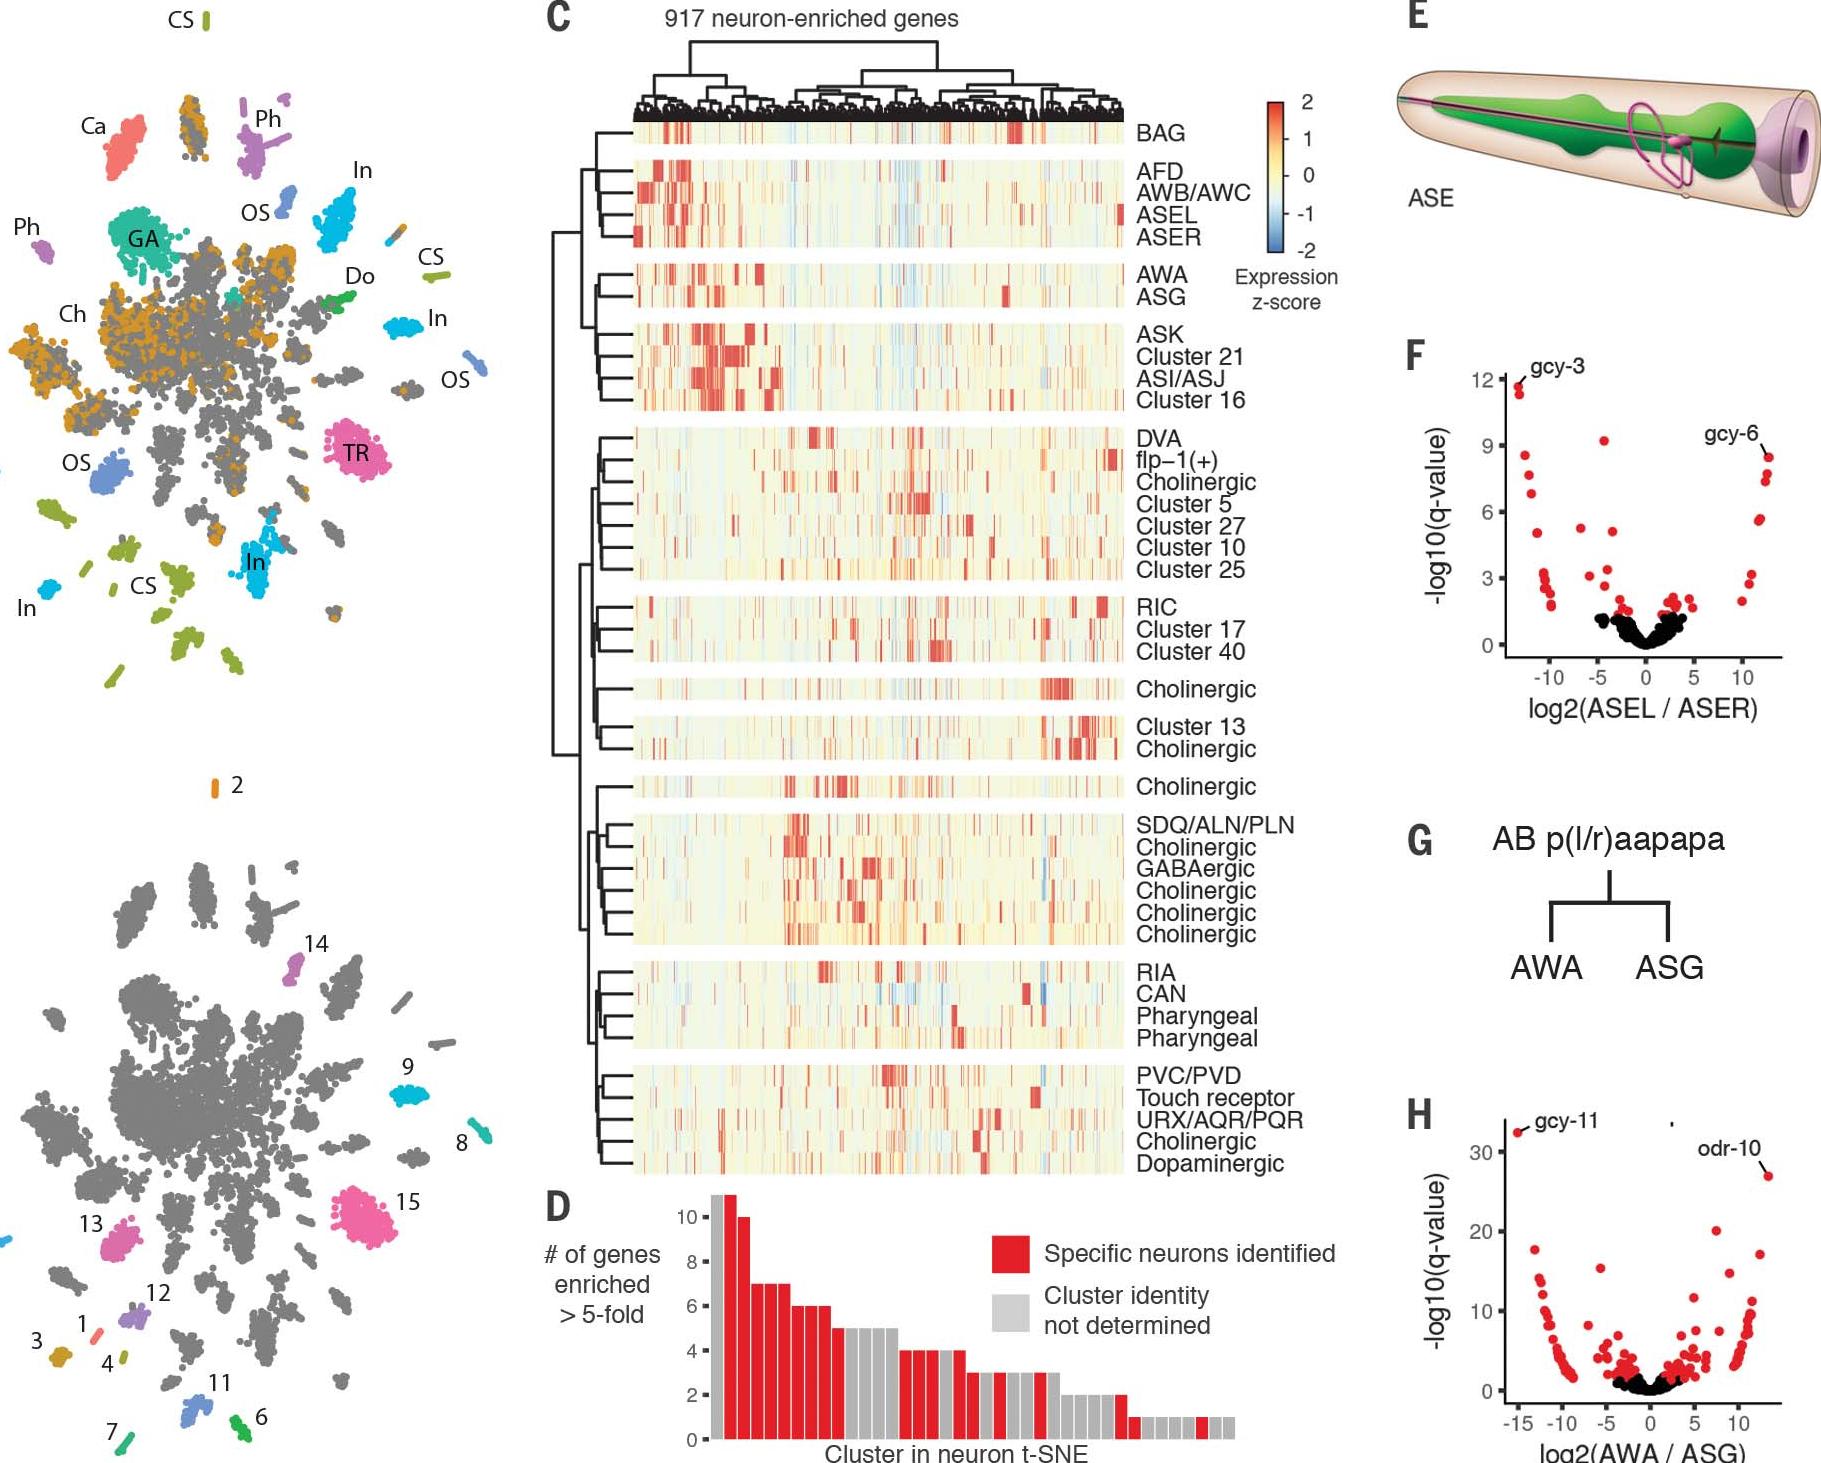 CS
Ca
Ph
In
OS
Ph
GA
CS
Do
Ch
In
OS
TR
OS
In
CS
In
2
14
9
8
15
13
12
1
3
4
11
6
7
C
917 neuron-enriched genes
BAG
AFD
AWB/AWC
ASEL
ASER
AWA
ASG
ASK
Cluster 21
ASI/ASJ
Cluster 16
DVA
flp−1(+)
Cholinergic
Cluster 5
Cluster 27
Cluster 10
Cluster 25
RIC
Cluster 17
Cluster 40
Cholinergic
Cluster 13
Cholinergic
Cholinergic
SDQ/ALN/PLN
Cholinergic
GABAergic
Cholinergic
Cholinergic
Cholinergic
RIA
CAN
Pharyngeal
Pharyngeal
PVC/PVD
Touch receptor
URX/AQR/PQR
Cholinergic
Dopaminergic
2
1
0
-1
-2
Expression
z-score
D
# of genes
enriched
> 5-fold
10
8
6
4
2
0
Specific neurons identified
Cluster identity
not determined
Cluster in neuron t-SNE
E
ASE
F
gcy-3
gcy-6
12
9
6
3
0
-log10(q-value)
-10 -5 0 5 10
log2(ASEL / ASER)
G
AB p(l/r)aapapa
AWA ASG
H
gcy-11
odr-10
30
20
10
0
-log10(q-value)
-15 -10 -5 0 5 10
log2(AWA / ASG)